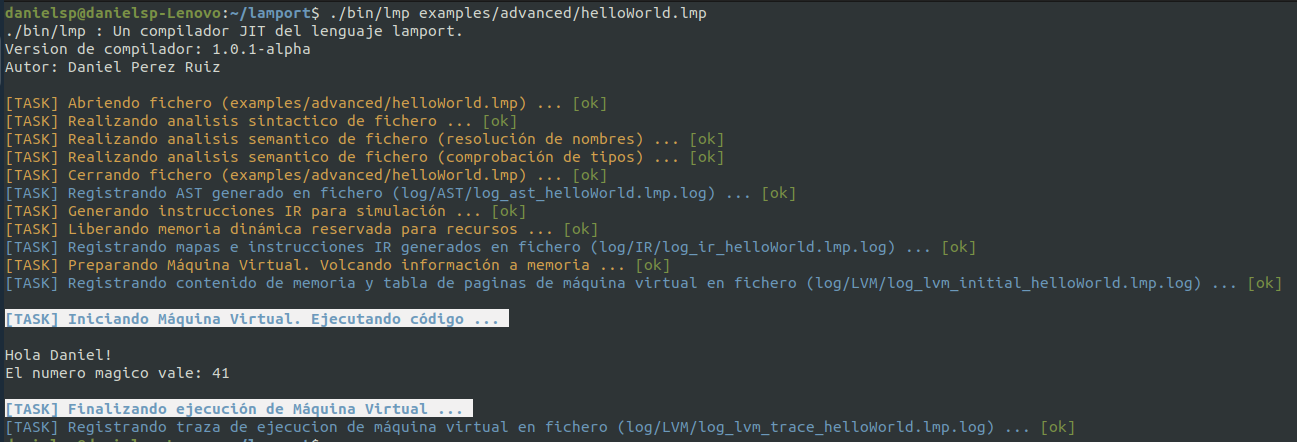 danielsp@danielsp-Lenovo:~/lamport$ ./bin/lmp examples/advanced/helloWorld.lmp
./bin/lmp : Un compilador JIT del lenguaje lamport.
Version de compilador: 1.0.1-alpha
Autor: Daniel Perez Ruiz
[TASK] Abriendo fichero (examples/advanced/helloWorld.lmp) ... [ok]
[TASK] Realizando analisis sintactico de fichero ... [ok]
[TASK] Realizando analisis semantico de fichero (resolución de nombres) ... [ok]
[TASK] Realizando analisis semantico de fichero (comprobación de tipos) ... [ok]
[TASK] Cerrando fichero (examples/advanced/helloWorld.lmp) ... [ok]
[TASK] Registrando AST generado en fichero (log/AST/log_ast_helloWorld.lmp.log) ... [ok]
[TASK] Generando instrucciones IR para simulación ... [ok]
[TASK] Liberando memoria dinámica reservada para recursos ... [ok]
[TASK] Registrando mapas e instrucciones IR generados en fichero (log/IR/log_ir_helloWorld.lmp.log) ... [ok]
[TASK] Preparando Máquina Virtual. Volcando información a memoria ... [ok]
[TASK] Registrando contenido de memoria y tabla de paginas de máquina virtual en fichero (log/LVM/log_lvm_initial_helloWorld.lmp.log) ... [ok]
[TASK] Iniciando Máquina Virtual. Ejecutando código ...
Hola Daniel!
El numero magico vale: 41
[TASK] Finalizando ejecución de Máquina Virtual ...
[TASK] Registrando traza de ejecucion de máquina virtual en fichero (log/LVM/log_lvm_trace_helloWorld.lmp.log) ... [ok]